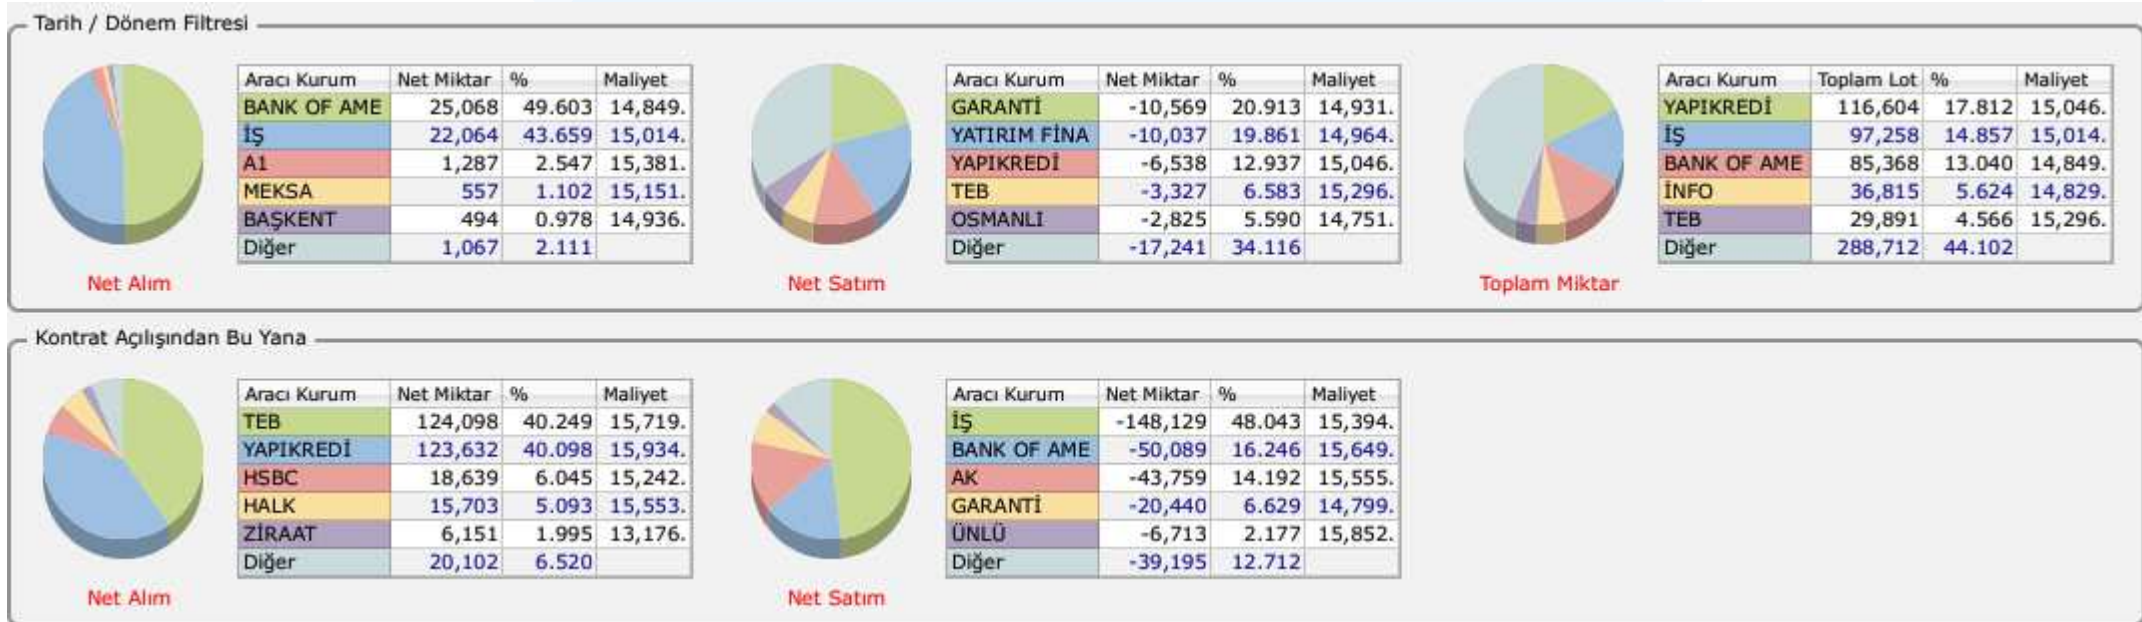 Tarih / Dönem Filtresi
Aracı Kurum Net Miktar % Maliyet
BANK OF AME 25,068 49.603 14,849.
İŞ 22,064 43.659 15,014.
A1 1,287 2.547 15,381.
MEKSA 557 1.102 15,151.
BAŞKENT 494 0.978 14,936.
Diğer 1,067 2.111
Net Alım
Aracı Kurum Net Miktar % Maliyet
GARANTİ -10,569 20.913 14,931.
YATIRIM FİNA -10,037 19.861 14,964.
YAPIKREDİ -6,538 12.937 15,046.
TEB -3,327 6.583 15,296.
OSMANLI -2,825 5.590 14,751.
Diğer -17,241 34.116
Net Satım
Aracı Kurum Toplam Lot % Maliyet
YAPIKREDİ 116,604 17.812 15,046.
İŞ 97,258 14.857 15,014.
BANK OF AME 85,368 13.040 14,849.
İNFO 36,815 5.624 14,829.
TEB 29,891 4.566 15,296.
Diğer 288,712 44.102
Toplam Miktar
Kontrat Açılışından Bu Yana
Aracı Kurum Net Miktar % Maliyet
TEB 124,098 40.249 15,719.
YAPIKREDİ 123,632 40.098 15,934.
HSBC 18,639 6.045 15,242.
HALK 15,703 5.093 15,553.
ZİRAAT 6,151 1.995 13,176.
Diğer 20,102 6.520
Net Alım
Aracı Kurum Net Miktar % Maliyet
İŞ -148,129 48.043 15,394.
BANK OF AME -50,089 16.246 15,649.
AK -43,759 14.192 15,555.
GARANTİ -20,440 6.629 14,799.
ÜNLÜ -6,713 2.177 15,852.
Diğer -39,195 12.712
Net Satım